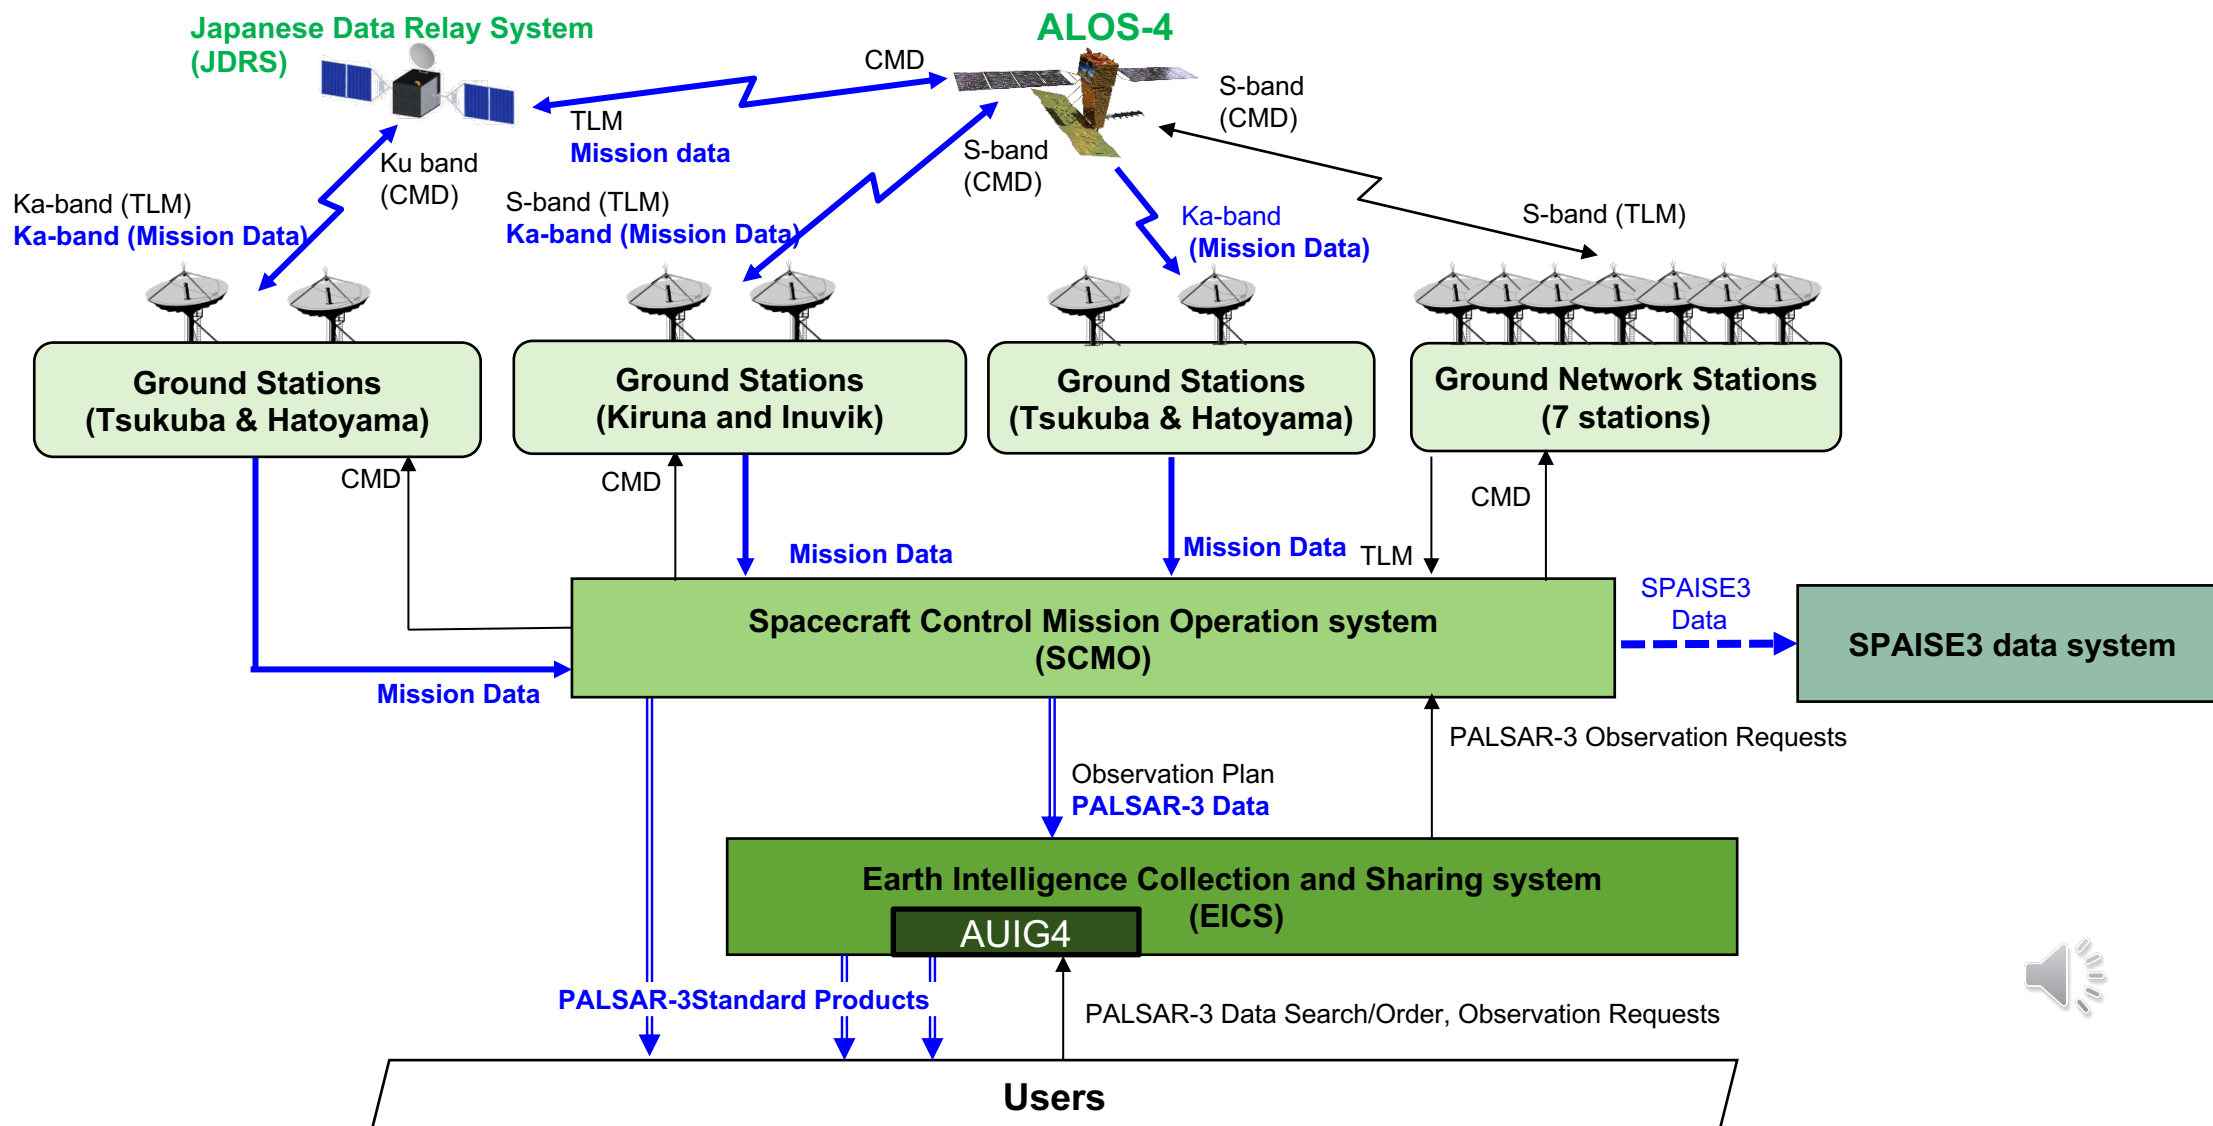 Japanese Data Relay System
(JDRS)
ALOS-4
CMD
TLM
Mission data
S-band
(CMD)
S-band
(CMD)
Ku band
(CMD)
Ka-band (TLM)
Ka-band (Mission Data)
S-band (TLM)
Ka-band (Mission Data)
Ka-band
(Mission Data)
S-band (TLM)
Ground Stations
(Tsukuba & Hatoyama)
Ground Stations
(Kiruna and Inuvik)
Ground Stations
(Tsukuba & Hatoyama)
Ground Network Stations
(7 stations)
CMD
CMD
CMD
Mission Data
Mission Data
TLM
Spacecraft Control Mission Operation system
(SCMO)
SPAISE3
Data
SPAISE3 data system
Mission Data
PALSAR-3 Observation Requests
Observation Plan
PALSAR-3 Data
Earth Intelligence Collection and Sharing system
(EICS)
AUIG4
PALSAR-3Standard Products
PALSAR-3 Data Search/Order, Observation Requests
Users